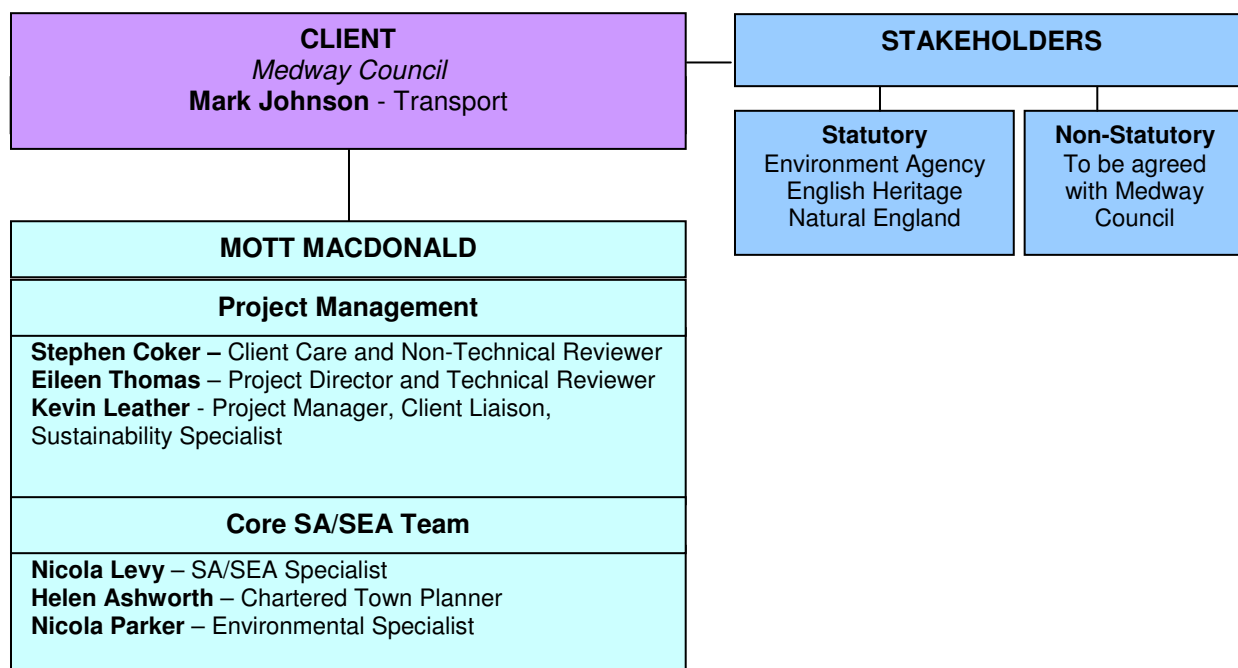 CLIENT
Medway Council
Mark Johnson - Transport
STAKEHOLDERS
Statutory
Environment Agency
English Heritage
Natural England
Non-Statutory
To be agreed
with Medway
Council
MOTT MACDONALD
Project Management
Stephen Coker – Client Care and Non-Technical Reviewer
Eileen Thomas – Project Director and Technical Reviewer
Kevin Leather - Project Manager, Client Liaison,
Sustainability Specialist
Core SA/SEA Team
Nicola Levy – SA/SEA Specialist
Helen Ashworth – Chartered Town Planner
Nicola Parker – Environmental Specialist